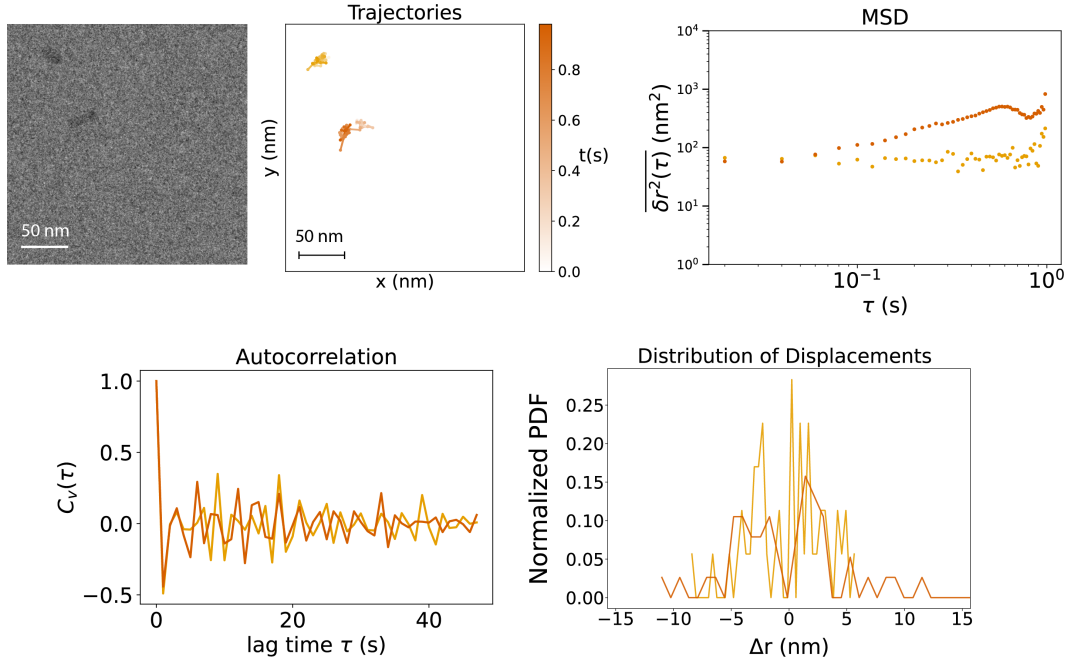 50 nm
Trajectories
y (nm)
50 nm
x (nm)
0.8
0.6
t(s)
0.4
0.2
0.0
MSD
δr²(τ) (nm²)
10⁴
10³
10²
10¹
10⁰
10⁻¹
10⁰
τ (s)
Autocorrelation
Cᵥ(τ)
1.0
0.5
0.0
−0.5
0
20
40
lag time τ (s)
Distribution of Displacements
Normalized PDF
0.25
0.20
0.15
0.10
0.05
0.00
−15
−10
−5
0
5
10
15
Δr (nm)